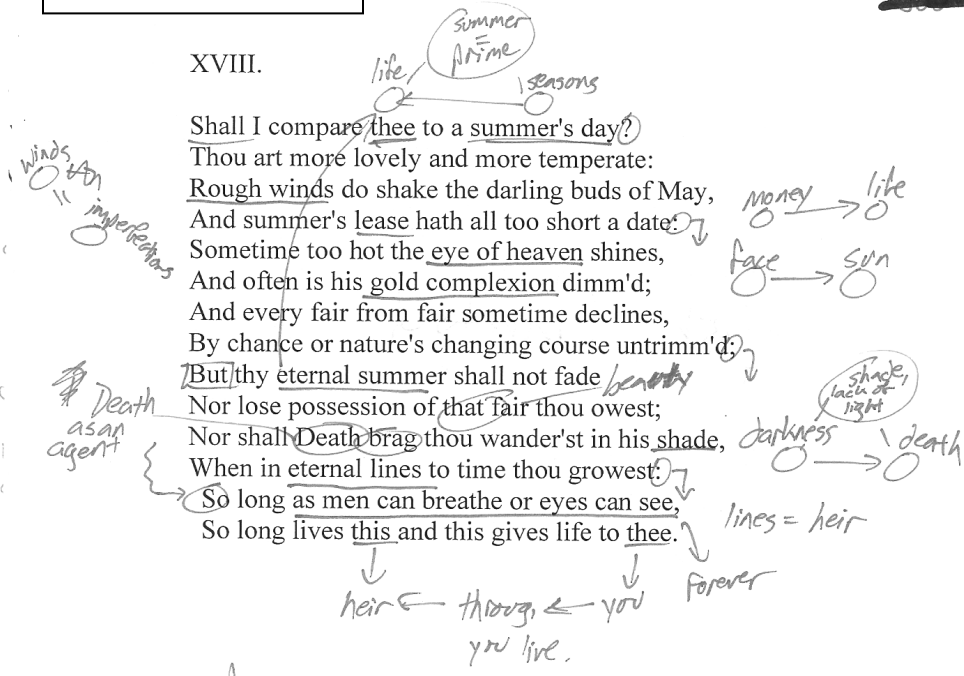 summer
=
prime
XVIII.
life
seasons
Shall I compare thee to a summer's day?
Thou art more lovely and more temperate:
winds
Rough winds do shake the darling buds of May,
money
life
=
imperfections
And summer's lease hath all too short a date:
Sometime too hot the eye of heaven shines,
face
sun
And often is his gold complexion dimm'd;
And every fair from fair sometime declines,
By chance or nature's changing course untrimm'd;
But thy eternal summer shall not fade
beauty
shade,
lack of
light
Death
as an
agent
Nor lose possession of that fair thou owest;
Nor shall Death brag thou wander'st in his shade,
darkness
death
When in eternal lines to time thou growest:
So long as men can breathe or eyes can see,
lines = heir
So long lives this and this gives life to thee.
Forever
heir
throug
you
you live.